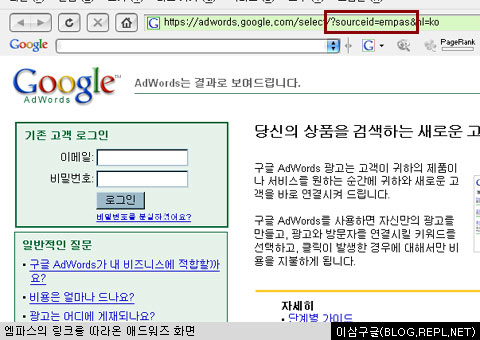 https://adwords.google.com/select/?sourceid=empas&hl=ko
Google
G
PageRank
Google™
AdWords
AdWords는 결과로 보여드립니다.
기존 고객 로그인
이메일:
비밀번호:
로그인
비밀번호를 분실하셨어요?
일반적인 질문
• 구글 AdWords가 내 비즈니스에 적합할까
요?
• 비용은 얼마나 드나요?
• 광고는 어디에 게재되나요?
당신의 상품을 검색하는 새로운 고
구글 AdWords 광고는 고객이 귀하의 제품이
나 서비스를 원하는 순간에 귀하와 새로운 고
객을 바로 연결시켜 드립니다.
구글 AdWords를 사용하면 자신만의 광고를
만들고, 광고와 방문자를 연결시킬 키워드를
선택하고, 클릭이 발생한 경우에 대해서만 비
용을 지불하게 됩니다.
자세히
• 단계별 가이드
엠파스의 링크를 따라온 애드워즈 화면
이삼구글(BLOG.REPL.NET)